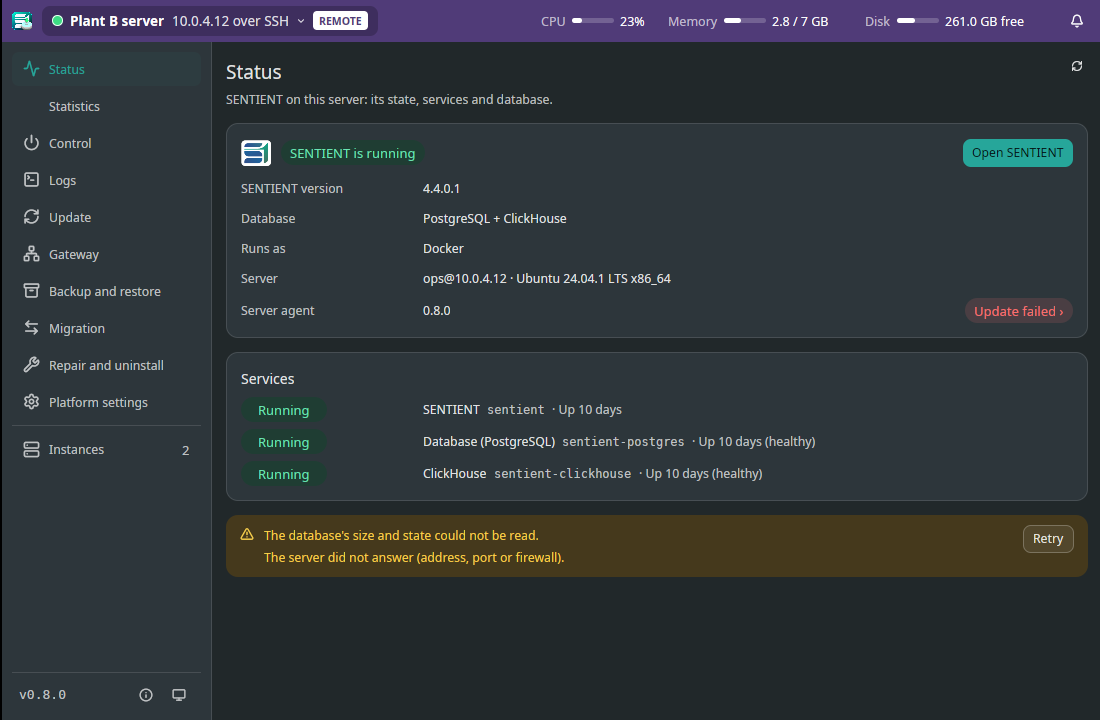 Plant B server 10.0.4.12 over SSH REMOTE CPU 23% Memory 2.8 / 7 GB Disk 261.0 GB free
Status
Statistics
Control
Logs
Update
Gateway
Backup and restore
Migration
Repair and uninstall
Platform settings
Instances 2
v0.8.0
Status
SENTIENT on this server: its state, services and database.
SENTIENT is running Open SENTIENT
SENTIENT version 4.4.0.1
Database PostgreSQL + ClickHouse
Runs as Docker
Server ops@10.0.4.12 · Ubuntu 24.04.1 LTS x86_64
Server agent 0.8.0 Update failed ›
Services
Running SENTIENT sentient · Up 10 days
Running Database (PostgreSQL) sentient-postgres · Up 10 days (healthy)
Running ClickHouse sentient-clickhouse · Up 10 days (healthy)
The database's size and state could not be read.
The server did not answer (address, port or firewall).
Retry